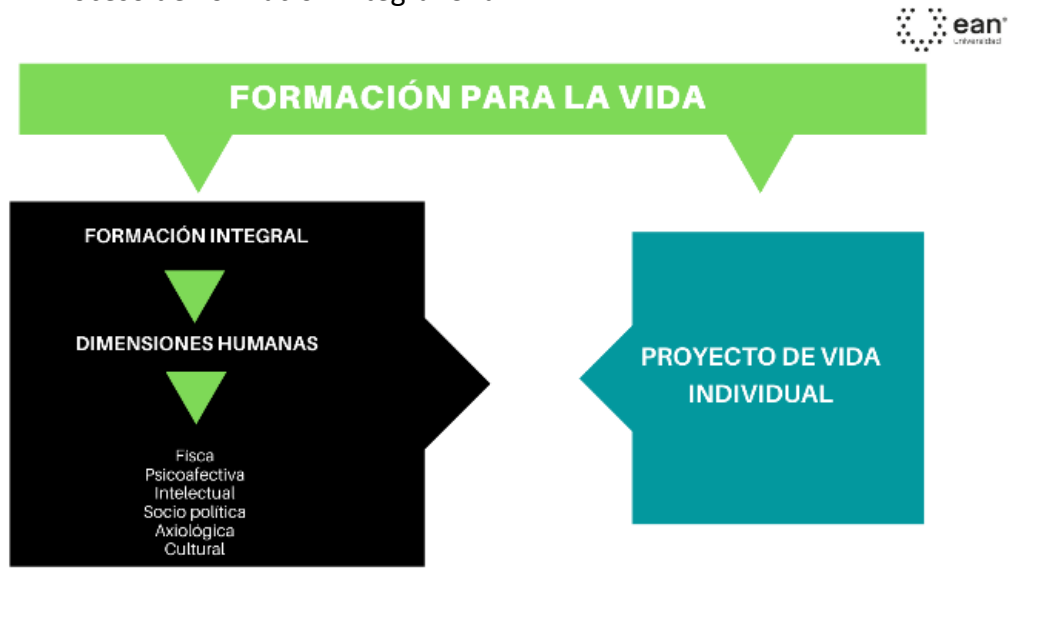 ean
universidad
FORMACIÓN PARA LA VIDA
FORMACIÓN INTEGRAL
DIMENSIONES HUMANAS
Fisca
Psicoafectiva
Intelectual
Socio política
Axiológica
Cultural
PROYECTO DE VIDA
INDIVIDUAL